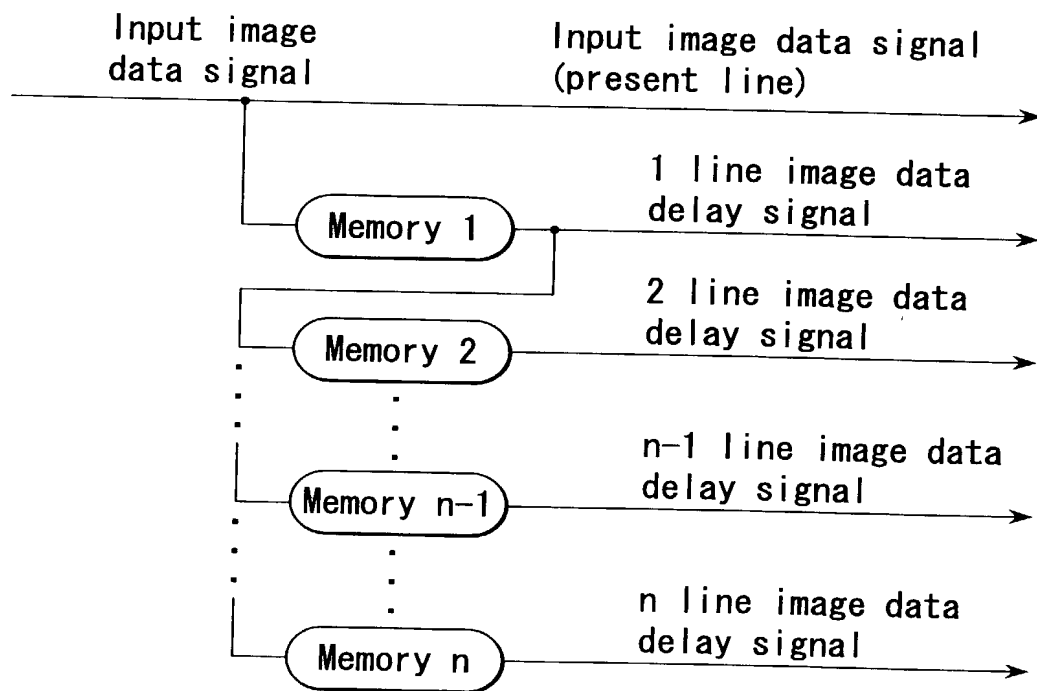 Input image
data signal
Input image data signal
(present line)
1 line image data
delay signal
Memory 1
2 line image data
delay signal
Memory 2
n-1 line image data
delay signal
Memory n-1
n line image data
delay signal
Memory n